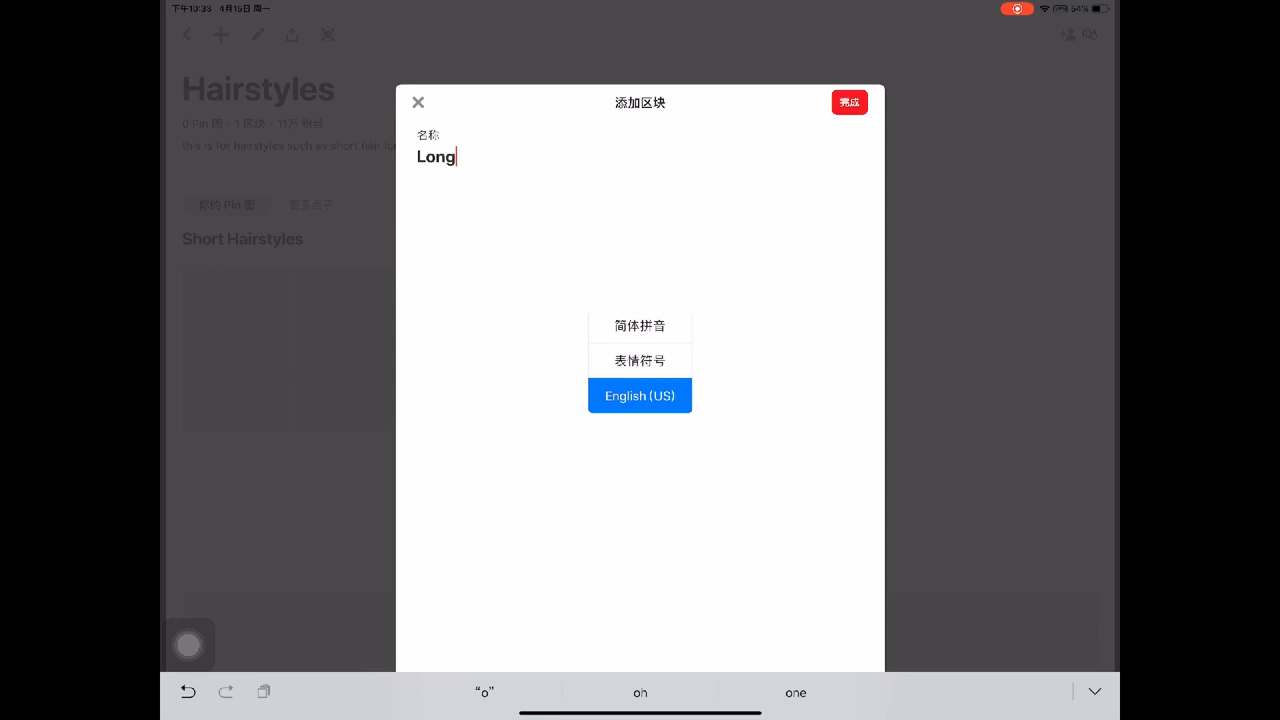 下午10:33 4月15日 周一
54%
Hairstyles
0 Pin 图 · 1 区块 · 11万 粉丝
this is for hairstyles such as short hair lon
你的 Pin 图 更多点子
Short Hairstyles
添加区块
完成
名称
Long
简体拼音
表情符号
English (US)
“o” oh one